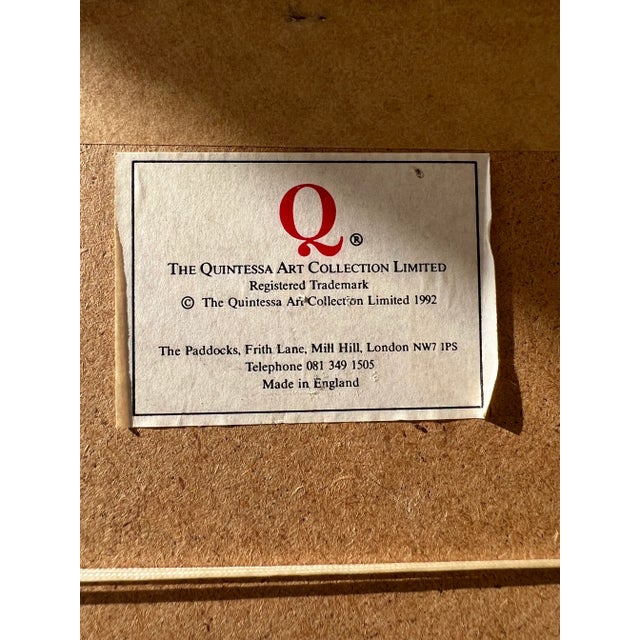 Q ®
THE QUINTESSA ART COLLECTION LIMITED
Registered Trademark
© The Quintessa Art Collection Limited 1992
The Paddocks, Frith Lane, Mill Hill, London NW7 1PS
Telephone 081 349 1505
Made in England